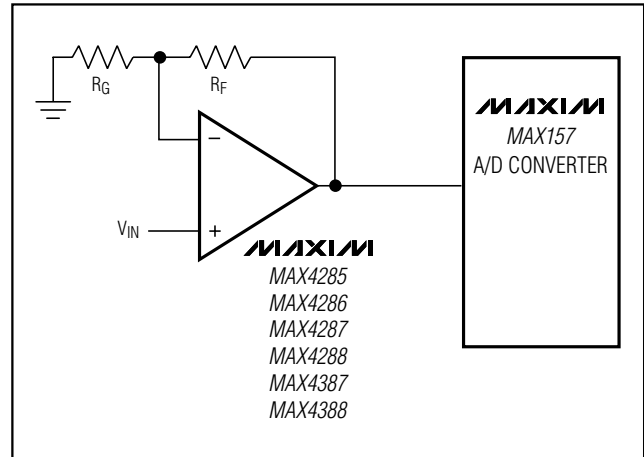 RG
RF
−
VIN
+
MAXIM
MAX4285
MAX4286
MAX4287
MAX4288
MAX4387
MAX4388
MAXIM
MAX157
A/D CONVERTER